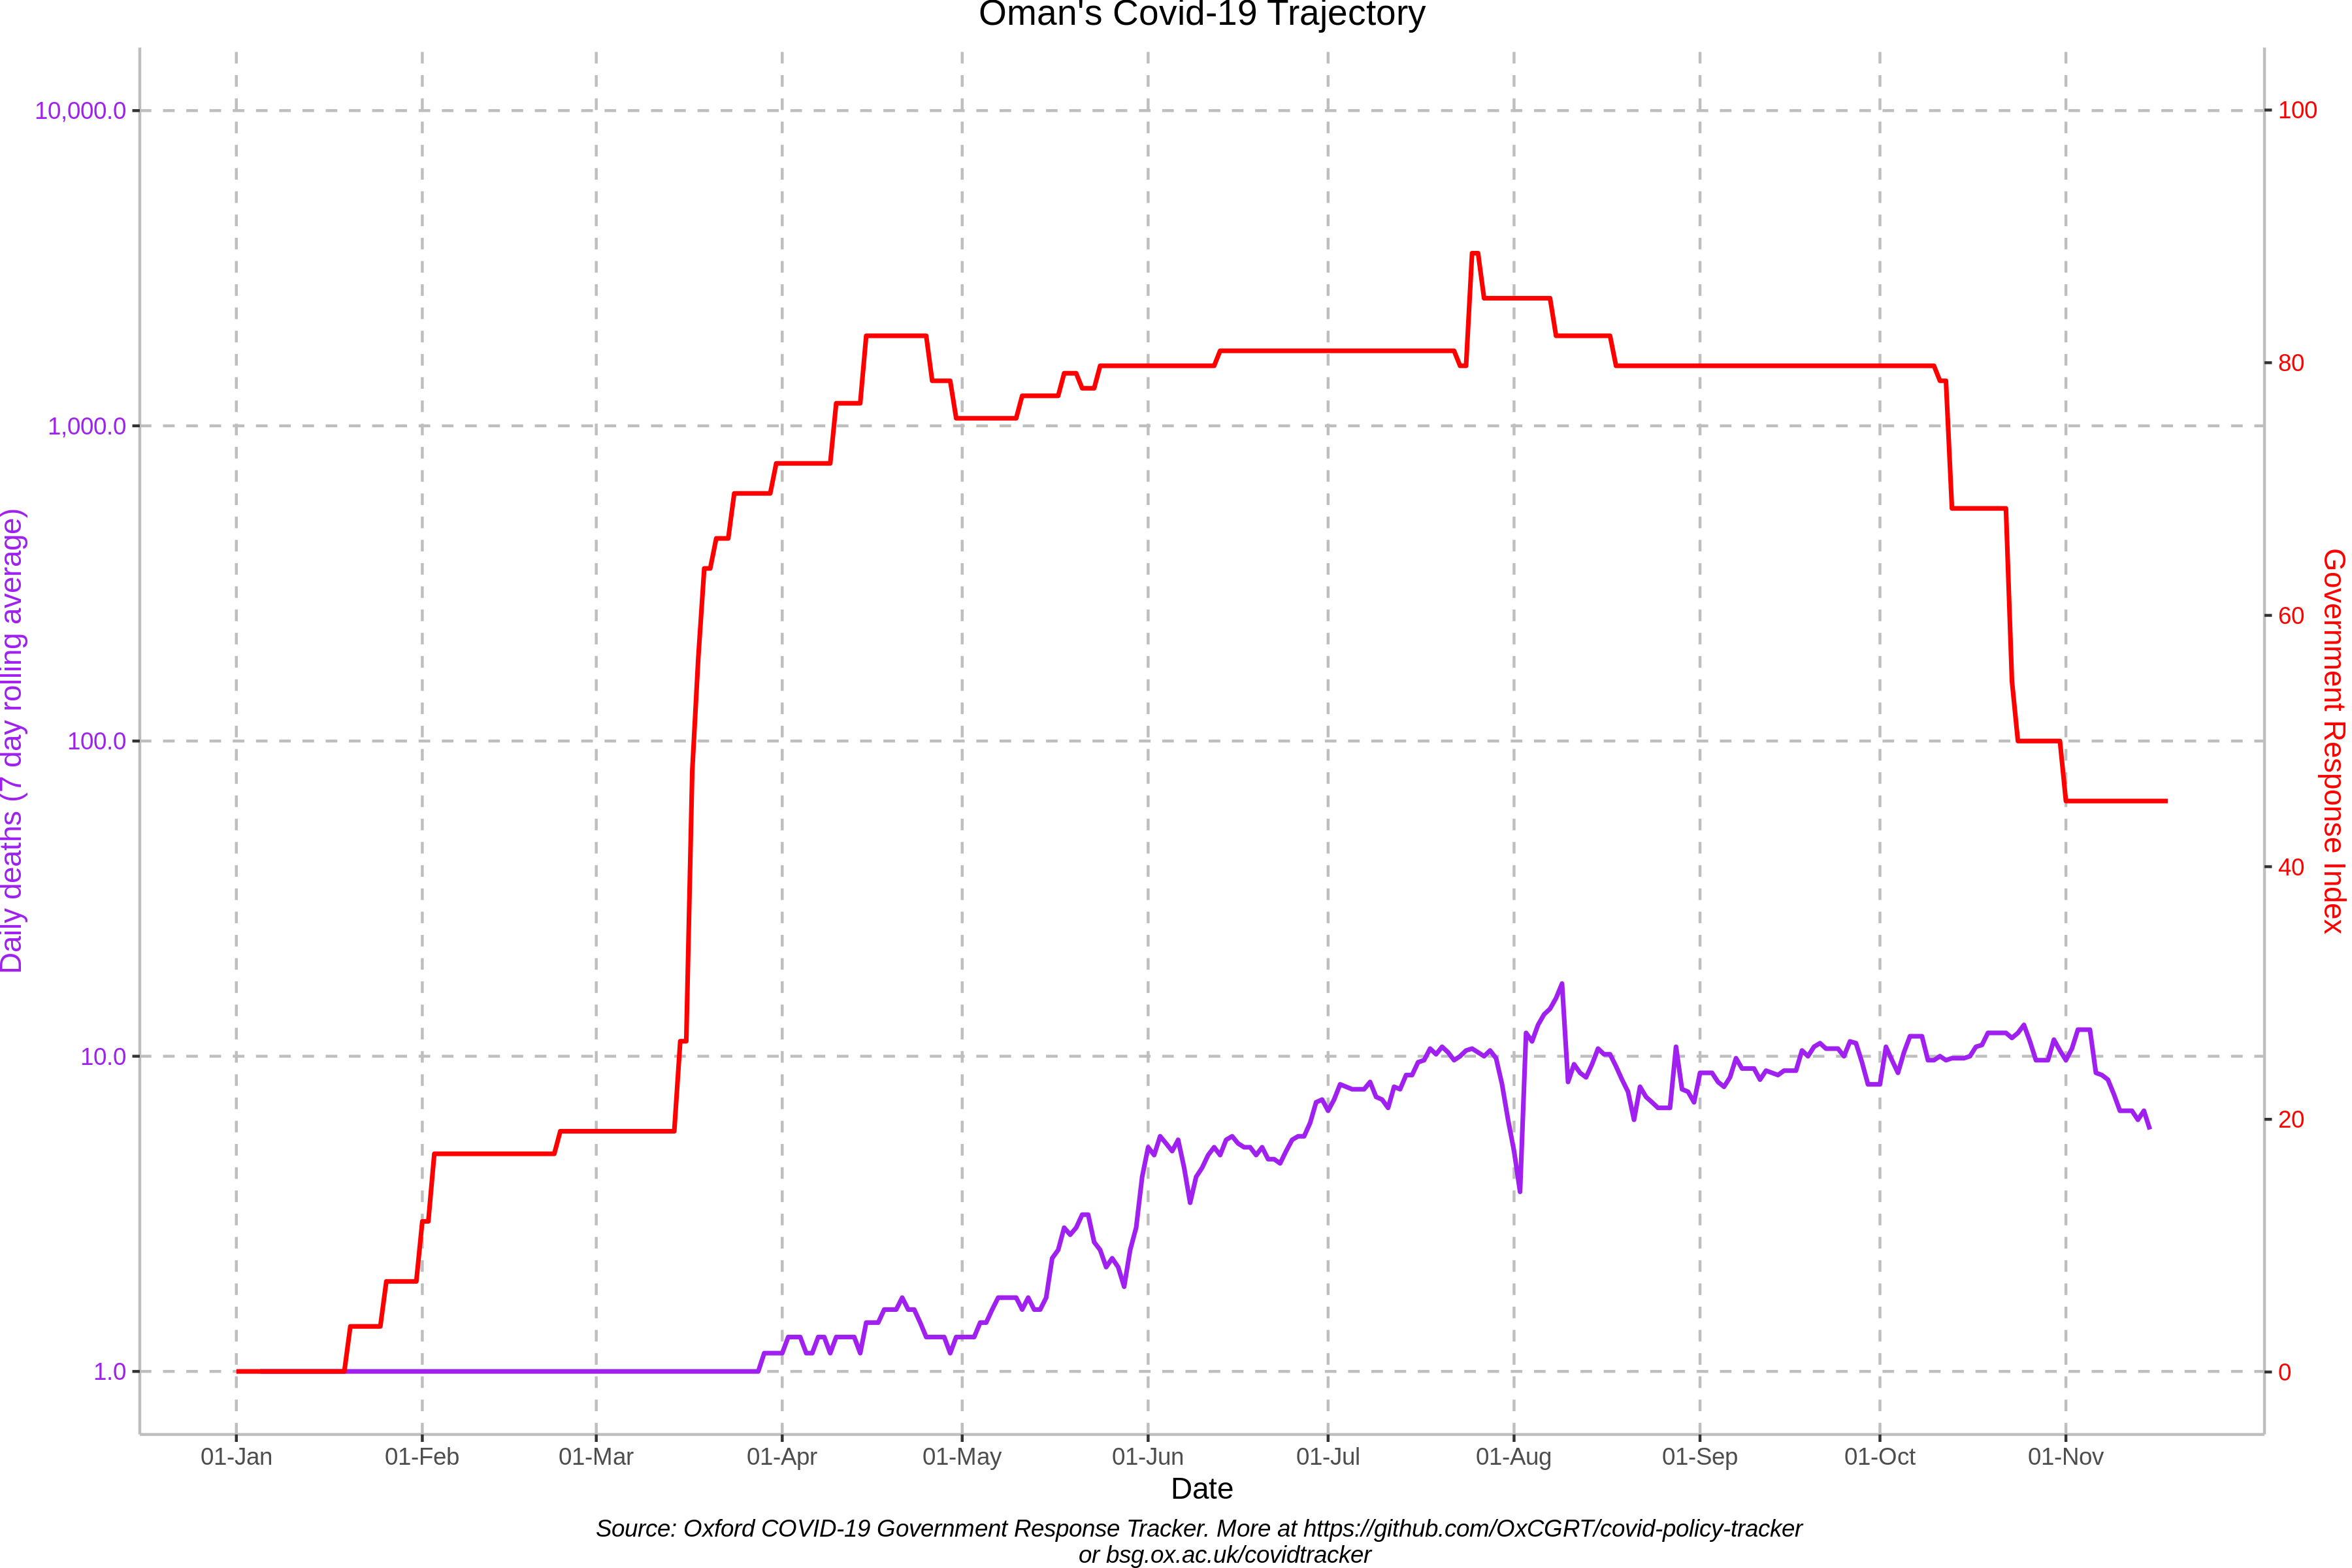 Oman's Covid-19 Trajectory
10,000.0
1,000.0
100.0
10.0
1.0
Daily deaths (7 day rolling average)
100
80
60
40
20
0
Government Response Index
01-Jan 01-Feb 01-Mar 01-Apr 01-May 01-Jun 01-Jul 01-Aug 01-Sep 01-Oct 01-Nov
Date
Source: Oxford COVID-19 Government Response Tracker. More at https://github.com/OxCGRT/covid-policy-tracker
or bsg.ox.ac.uk/covidtracker